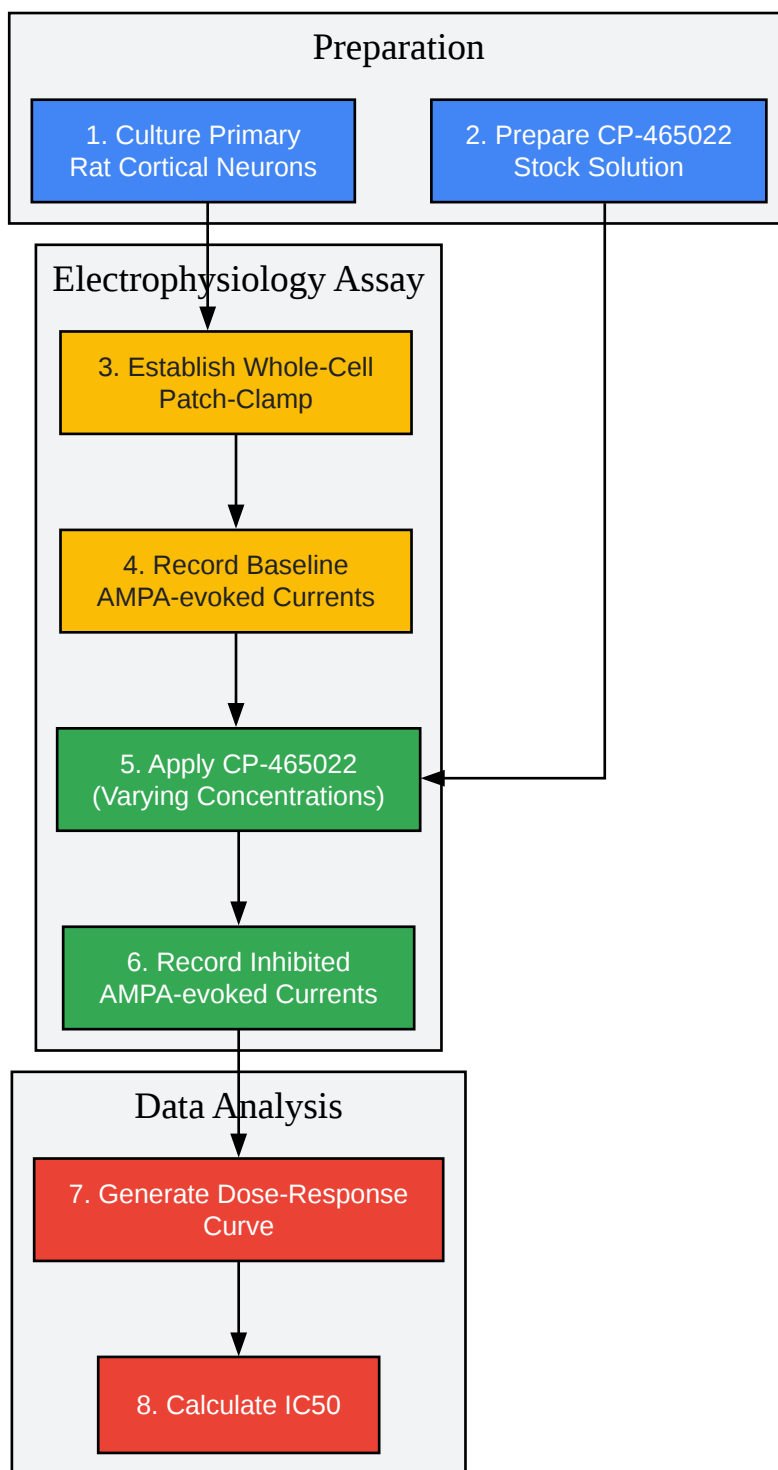 Preparation
1. Culture Primary
Rat Cortical Neurons
2. Prepare CP-465022
Stock Solution
Electrophysiology Assay
3. Establish Whole-Cell
Patch-Clamp
4. Record Baseline
AMPA-evoked Currents
5. Apply CP-465022
(Varying Concentrations)
6. Record Inhibited
AMPA-evoked Currents
Data Analysis
7. Generate Dose-Response
Curve
8. Calculate IC50